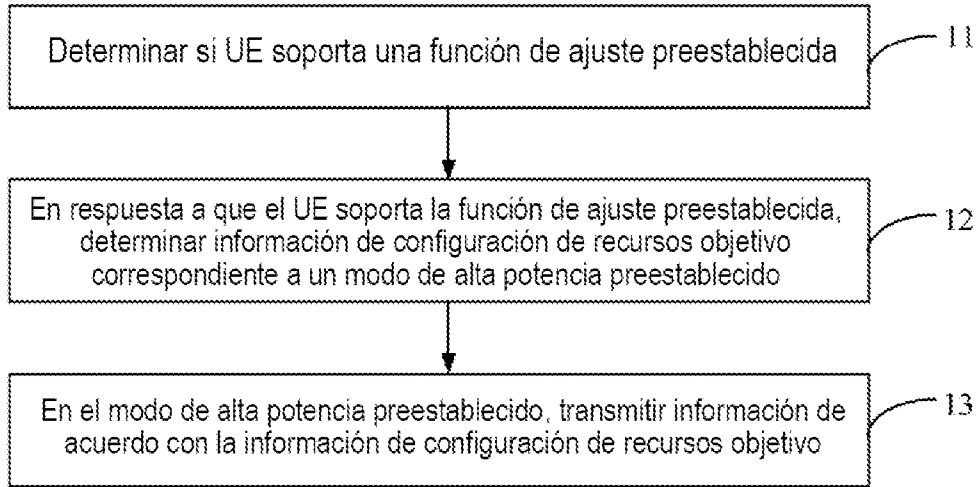 Determinar si UE soporta una función de ajuste preestablecida
11
En respuesta a que el UE soporta la función de ajuste preestablecida,
determinar información de configuración de recursos objetivo
correspondiente a un modo de alta potencia preestablecido
12
En el modo de alta potencia preestablecido, transmitir información de
acuerdo con la información de configuración de recursos objetivo
13